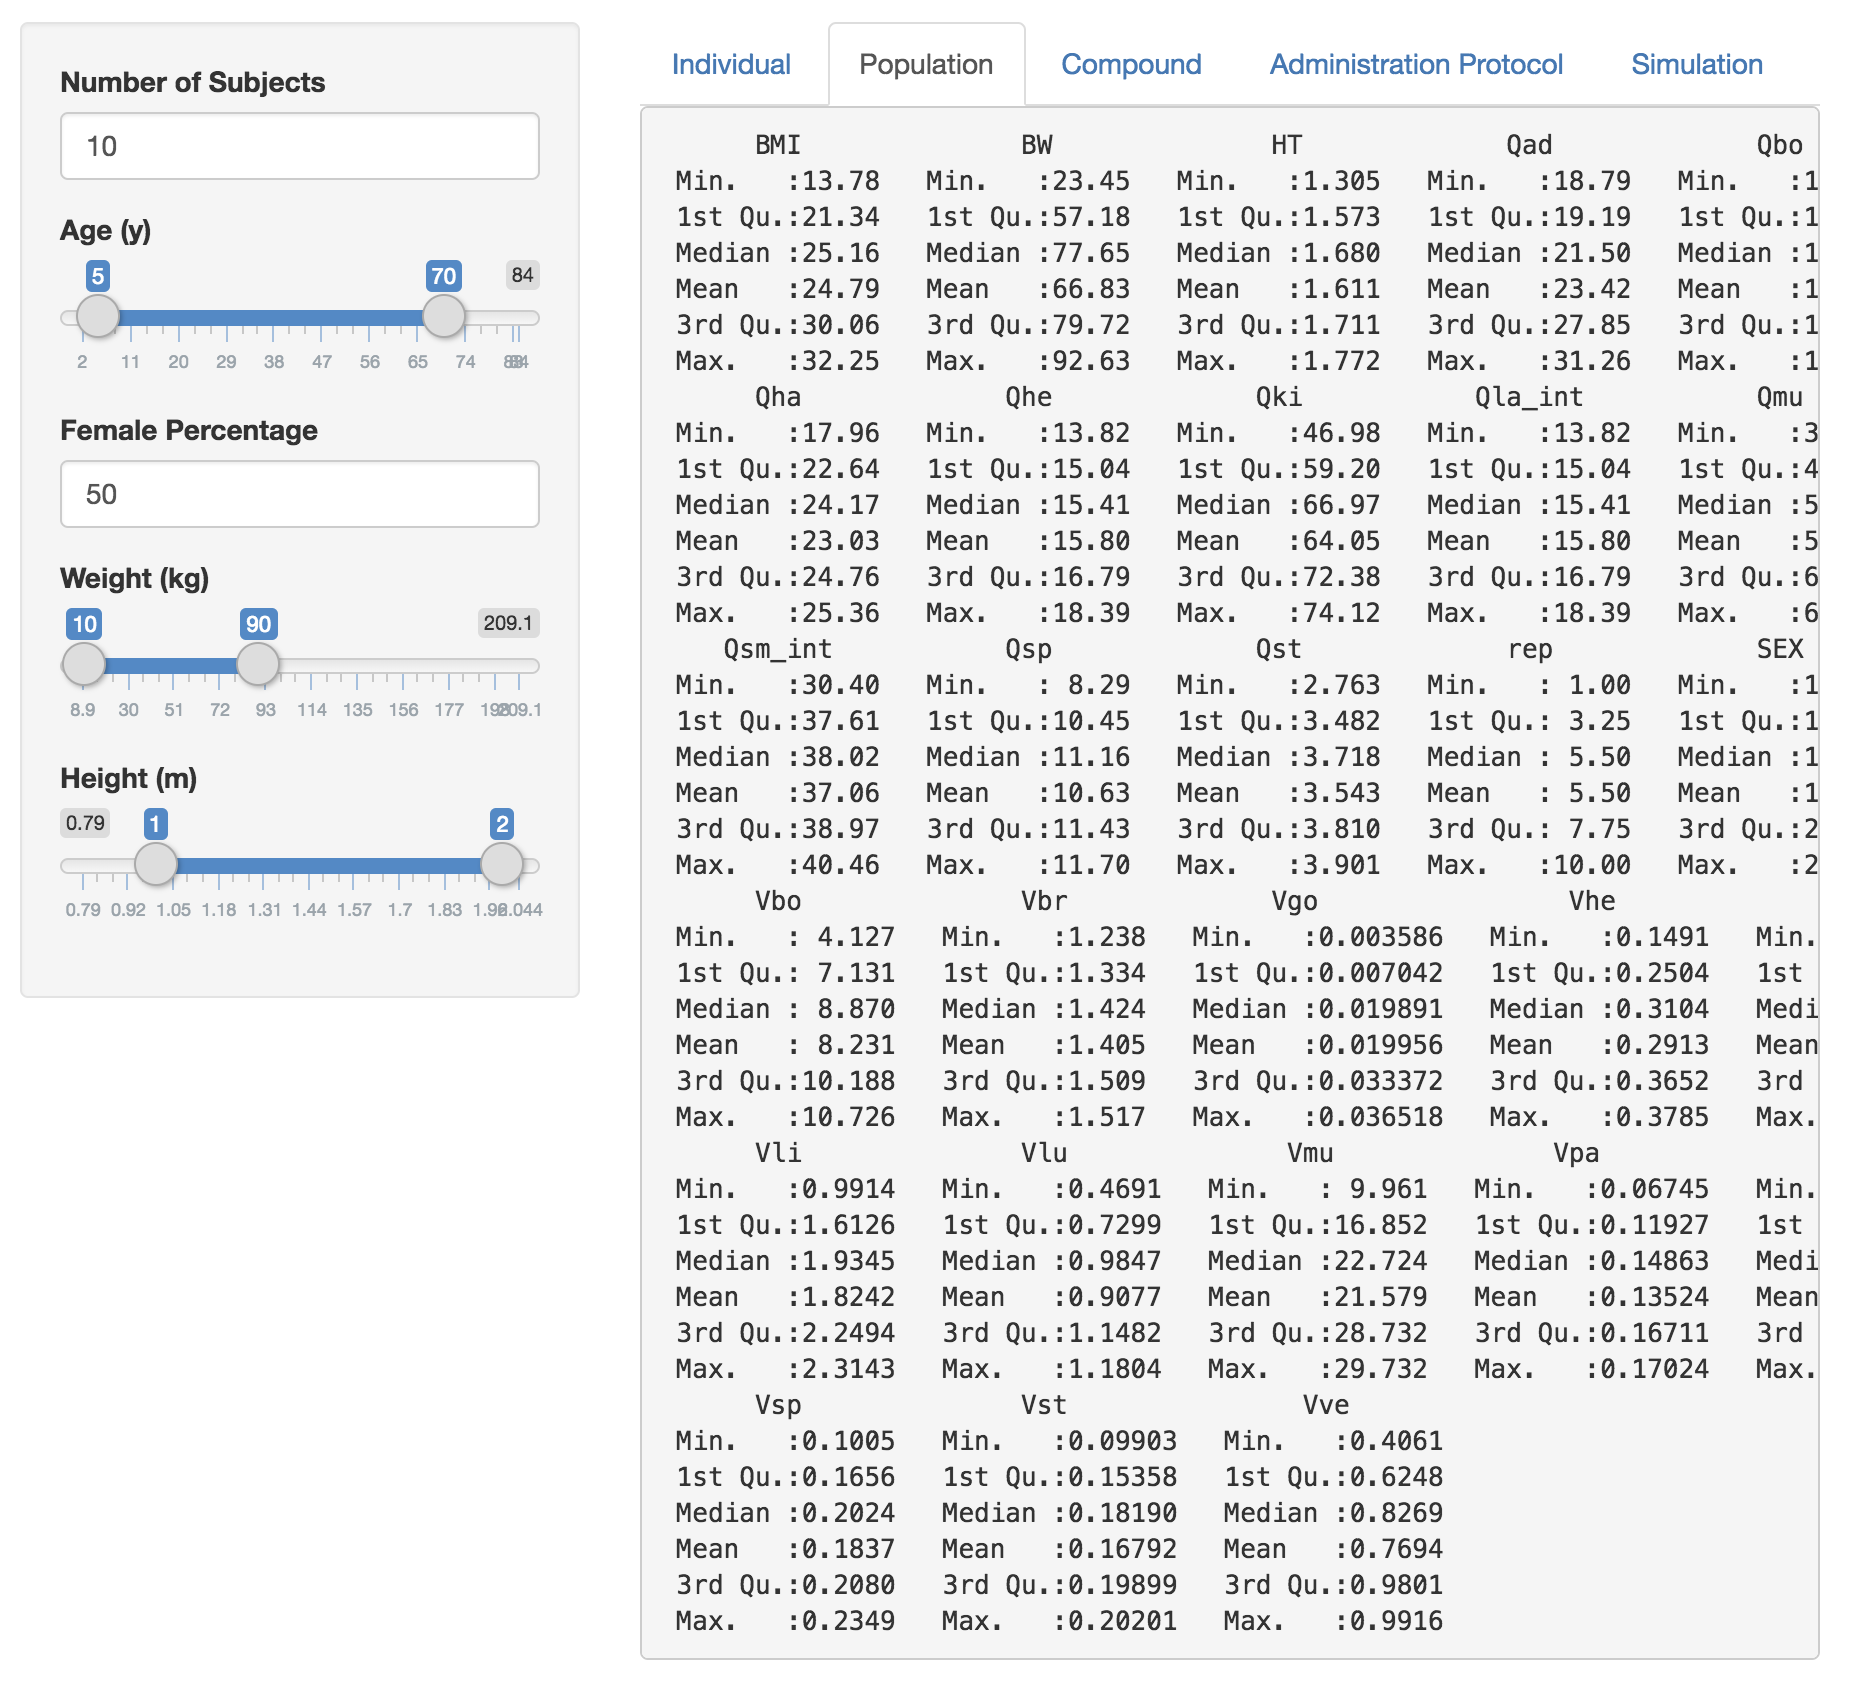 Number of Subjects
10
Age (y)
5 70 84
2 11 20 29 38 47 56 65 74
Female Percentage
50
Weight (kg)
10 90 209.1
8.9 30 51 72 93 114 135 156 177
Height (m)
0.79 1 2
0.79 0.92 1.05 1.18 1.31 1.44 1.57 1.7 1.83
Individual Population Compound Administration Protocol Simulation
BMI BW HT Qad Qbo
Min. :13.78 Min. :23.45 Min. :1.305 Min. :18.79 Min. :1
1st Qu.:21.34 1st Qu.:57.18 1st Qu.:1.573 1st Qu.:19.19 1st Qu.:1
Median :25.16 Median :77.65 Median :1.680 Median :21.50 Median :1
Mean :24.79 Mean :66.83 Mean :1.611 Mean :23.42 Mean :1
3rd Qu.:30.06 3rd Qu.:79.72 3rd Qu.:1.711 3rd Qu.:27.85 3rd Qu.:1
Max. :32.25 Max. :92.63 Max. :1.772 Max. :31.26 Max. :1
Qha Qhe Qki Qla_int Qmu
Min. :17.96 Min. :13.82 Min. :46.98 Min. :13.82 Min. :3
1st Qu.:22.64 1st Qu.:15.04 1st Qu.:59.20 1st Qu.:15.04 1st Qu.:4
Median :24.17 Median :15.41 Median :66.97 Median :15.41 Median :5
Mean :23.03 Mean :15.80 Mean :64.05 Mean :15.80 Mean :5
3rd Qu.:24.76 3rd Qu.:16.79 3rd Qu.:72.38 3rd Qu.:16.79 3rd Qu.:6
Max. :25.36 Max. :18.39 Max. :74.12 Max. :18.39 Max. :6
Qsm_int Qsp Qst rep SEX
Min. :30.40 Min. : 8.29 Min. :2.763 Min. : 1.00 Min. :1
1st Qu.:37.61 1st Qu.:10.45 1st Qu.:3.482 1st Qu.: 3.25 1st Qu.:1
Median :38.02 Median :11.16 Median :3.718 Median : 5.50 Median :1
Mean :37.06 Mean :10.63 Mean :3.543 Mean : 5.50 Mean :1
3rd Qu.:38.97 3rd Qu.:11.43 3rd Qu.:3.810 3rd Qu.: 7.75 3rd Qu.:2
Max. :40.46 Max. :11.70 Max. :3.901 Max. :10.00 Max. :2
Vbo Vbr Vgo Vhe
Min. : 4.127 Min. :1.238 Min. :0.003586 Min. :0.1491 Min.
1st Qu.: 7.131 1st Qu.:1.334 1st Qu.:0.007042 1st Qu.:0.2504 1st
Median : 8.870 Median :1.424 Median :0.019891 Median :0.3104 Medi
Mean : 8.231 Mean :1.405 Mean :0.019956 Mean :0.2913 Mean
3rd Qu.:10.188 3rd Qu.:1.509 3rd Qu.:0.033372 3rd Qu.:0.3652 3rd
Max. :10.726 Max. :1.517 Max. :0.036518 Max. :0.3785 Max.
Vli Vlu Vmu Vpa
Min. :0.9914 Min. :0.4691 Min. : 9.961 Min. :0.06745 Min.
1st Qu.:1.6126 1st Qu.:0.7299 1st Qu.:16.852 1st Qu.:0.11927 1st
Median :1.9345 Median :0.9847 Median :22.724 Median :0.14863 Medi
Mean :1.8242 Mean :0.9077 Mean :21.579 Mean :0.13524 Mean
3rd Qu.:2.2494 3rd Qu.:1.1482 3rd Qu.:28.732 3rd Qu.:0.16711 3rd
Max. :2.3143 Max. :1.1804 Max. :29.732 Max. :0.17024 Max.
Vsp Vst Vve
Min. :0.1005 Min. :0.09903 Min. :0.4061
1st Qu.:0.1656 1st Qu.:0.15358 1st Qu.:0.6248
Median :0.2024 Median :0.18190 Median :0.8269
Mean :0.1837 Mean :0.16792 Mean :0.7694
3rd Qu.:0.2080 3rd Qu.:0.19899 3rd Qu.:0.9801
Max. :0.2349 Max. :0.20201 Max. :0.9916